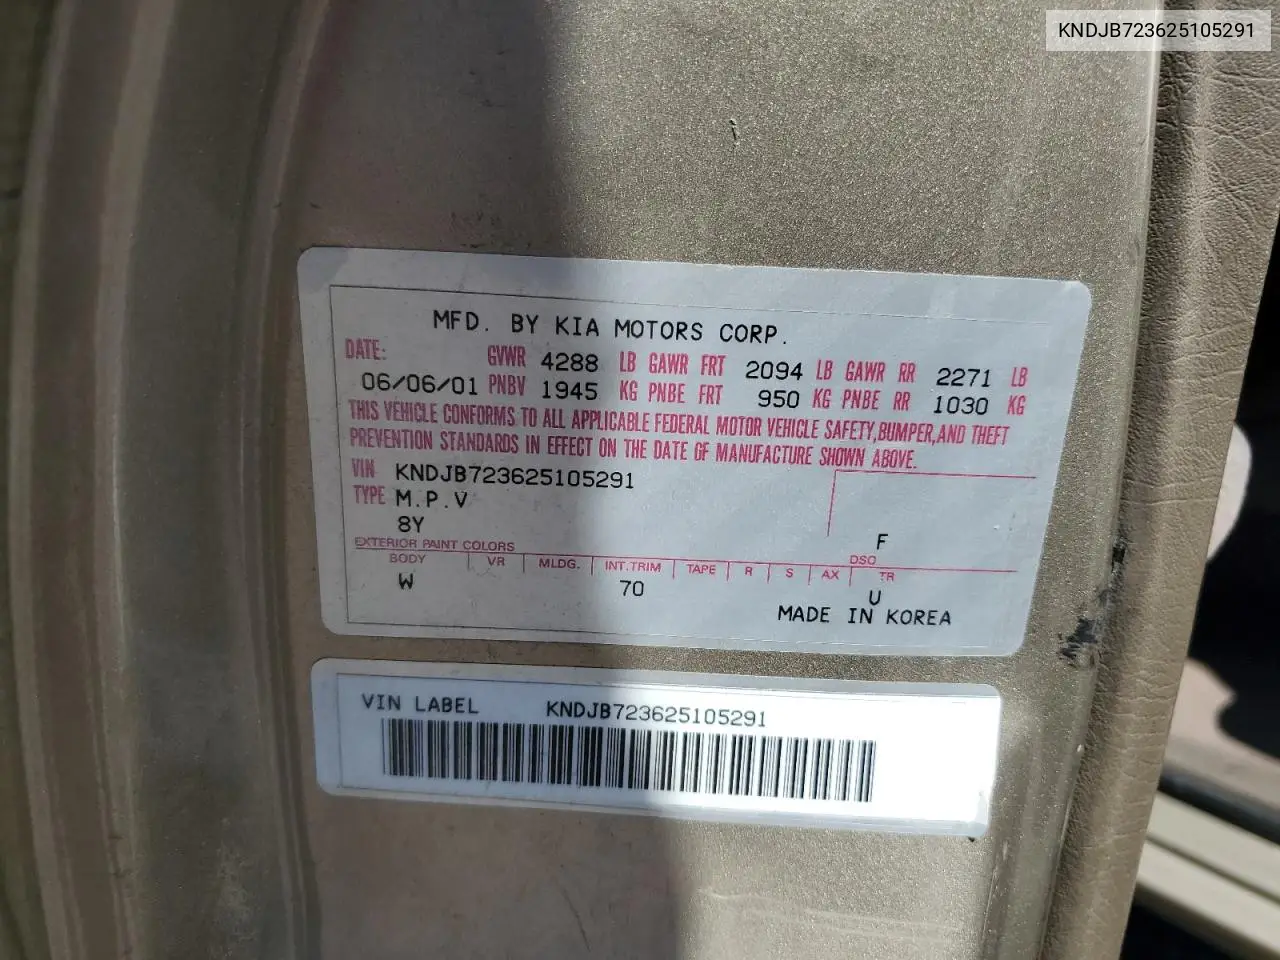 KNDJB723625105291
MFD. BY KIA MOTORS CORP.
DATE: GVWR 4288 LB GAWR FRT 2094 LB GAWR RR 2271 LB
06/06/01 PNBV 1945 KG PNBE FRT 950 KG PNBE RR 1030 KG
THIS VEHICLE CONFORMS TO ALL APPLICABLE FEDERAL MOTOR VEHICLE SAFETY, BUMPER, AND THEFT
PREVENTION STANDARDS IN EFFECT ON THE DATE OF MANUFACTURE SHOWN ABOVE.
VIN KNDJB723625105291
TYPE M.P.V
8Y F
EXTERIOR PAINT COLORS DSO
BODY VR MLDG. INT.TRIM TAPE R S AX TR
W 70 U
MADE IN KOREA
VIN LABEL KNDJB723625105291